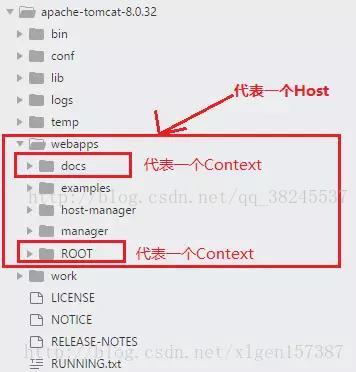 apache-tomcat-8.0.32
bin
conf
lib
logs
temp
代表一个Host
webapps
docs
代表一个Context
examples
http://blog.csdn.net/qq_38245537
host-manager
manager
ROOT
代表一个Context
work
LICENSE
NOTICE
RELEASE-NOTES
http://blog.csdn.net/xlgen157387
RUNNING.txt